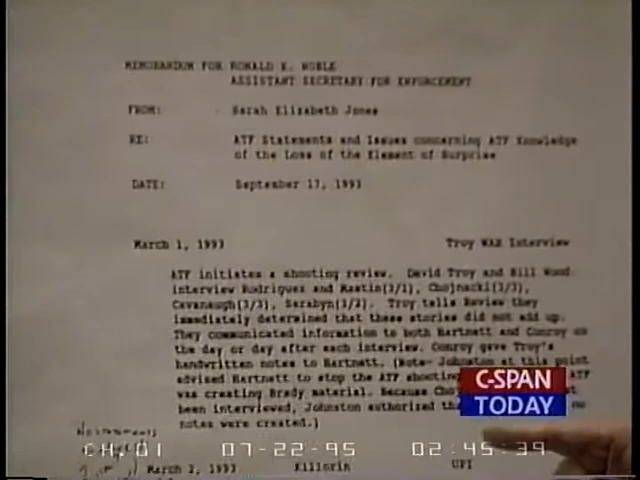 MEMORANDUM FOR RONALD K. NOBLE
ASSISTANT SECRETARY FOR ENFORCEMENT
FROM: Sarah Elizabeth Jones
RE: ATF Statements and Issues concerning ATF Knowledge
of the Loss of the Element of Surprise
DATE: September 17, 1993
March 1, 1993 Troy WAR Interview
ATF initiates a shooting review. David Troy and Bill Wood
interview Rodriguez and Mastin(3/1), Chojnacki(3/3),
Cavanaugh(3/3), Sarabyn(3/2). Troy tells Review they
immediately determined that these stories did not add up.
They communicated information to both Hartnett and Conroy on
the day or day after each interview. Conroy gave Troy's
handwritten notes to Hartnett. (Note- Johnston at this point
advised Hartnett to stop the ATF shooting ATF
was creating Brady material. Because
been interviewed, Johnston authorized no
notes were created.)
C-SPAN
TODAY
CH,01 07-22-95 02:45:39
March 2, 1993 Killorin UPI